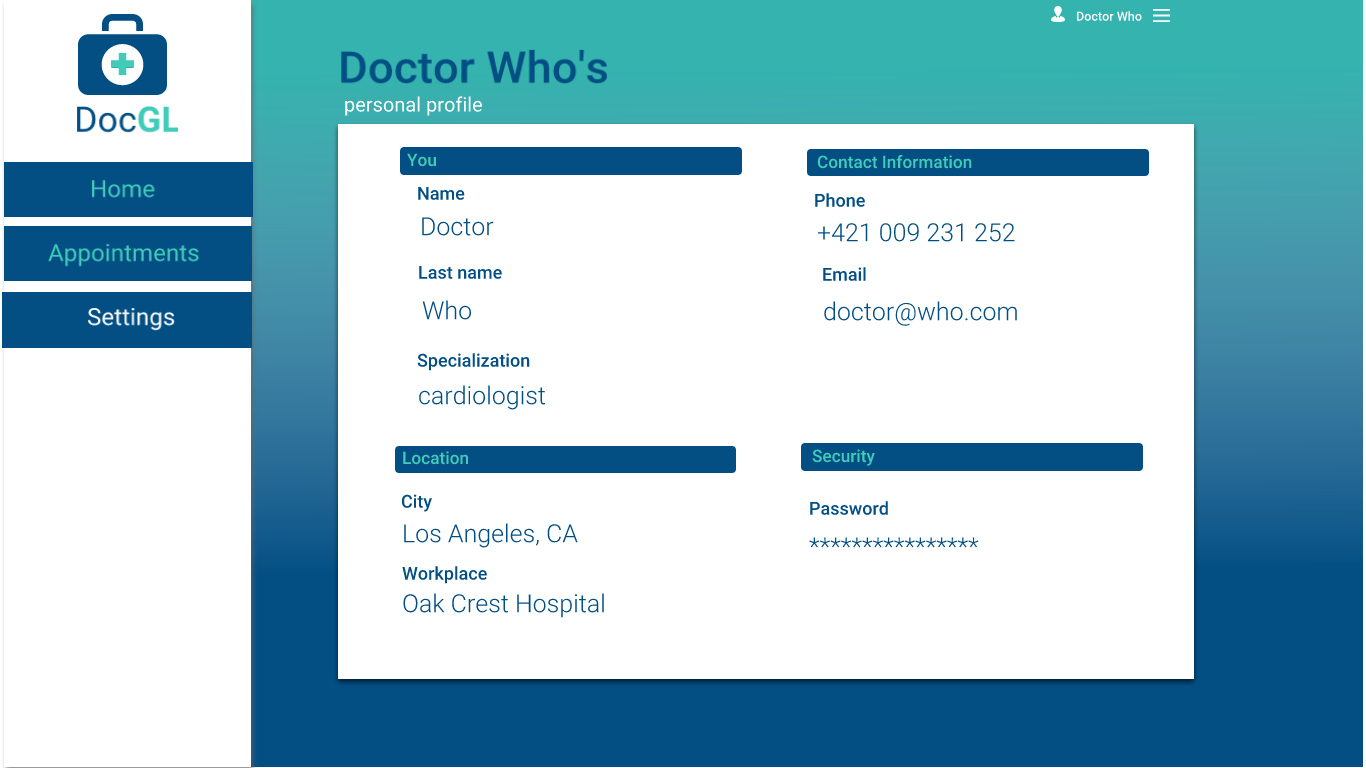 Doctor Who
DocGL
Home
Appointments
Settings
Doctor Who's
personal profile
You
Name
Doctor
Last name
Who
Specialization
cardiologist
Contact Information
Phone
+421 009 231 252
Email
doctor@who.com
Location
City
Los Angeles, CA
Workplace
Oak Crest Hospital
Security
Password
****************